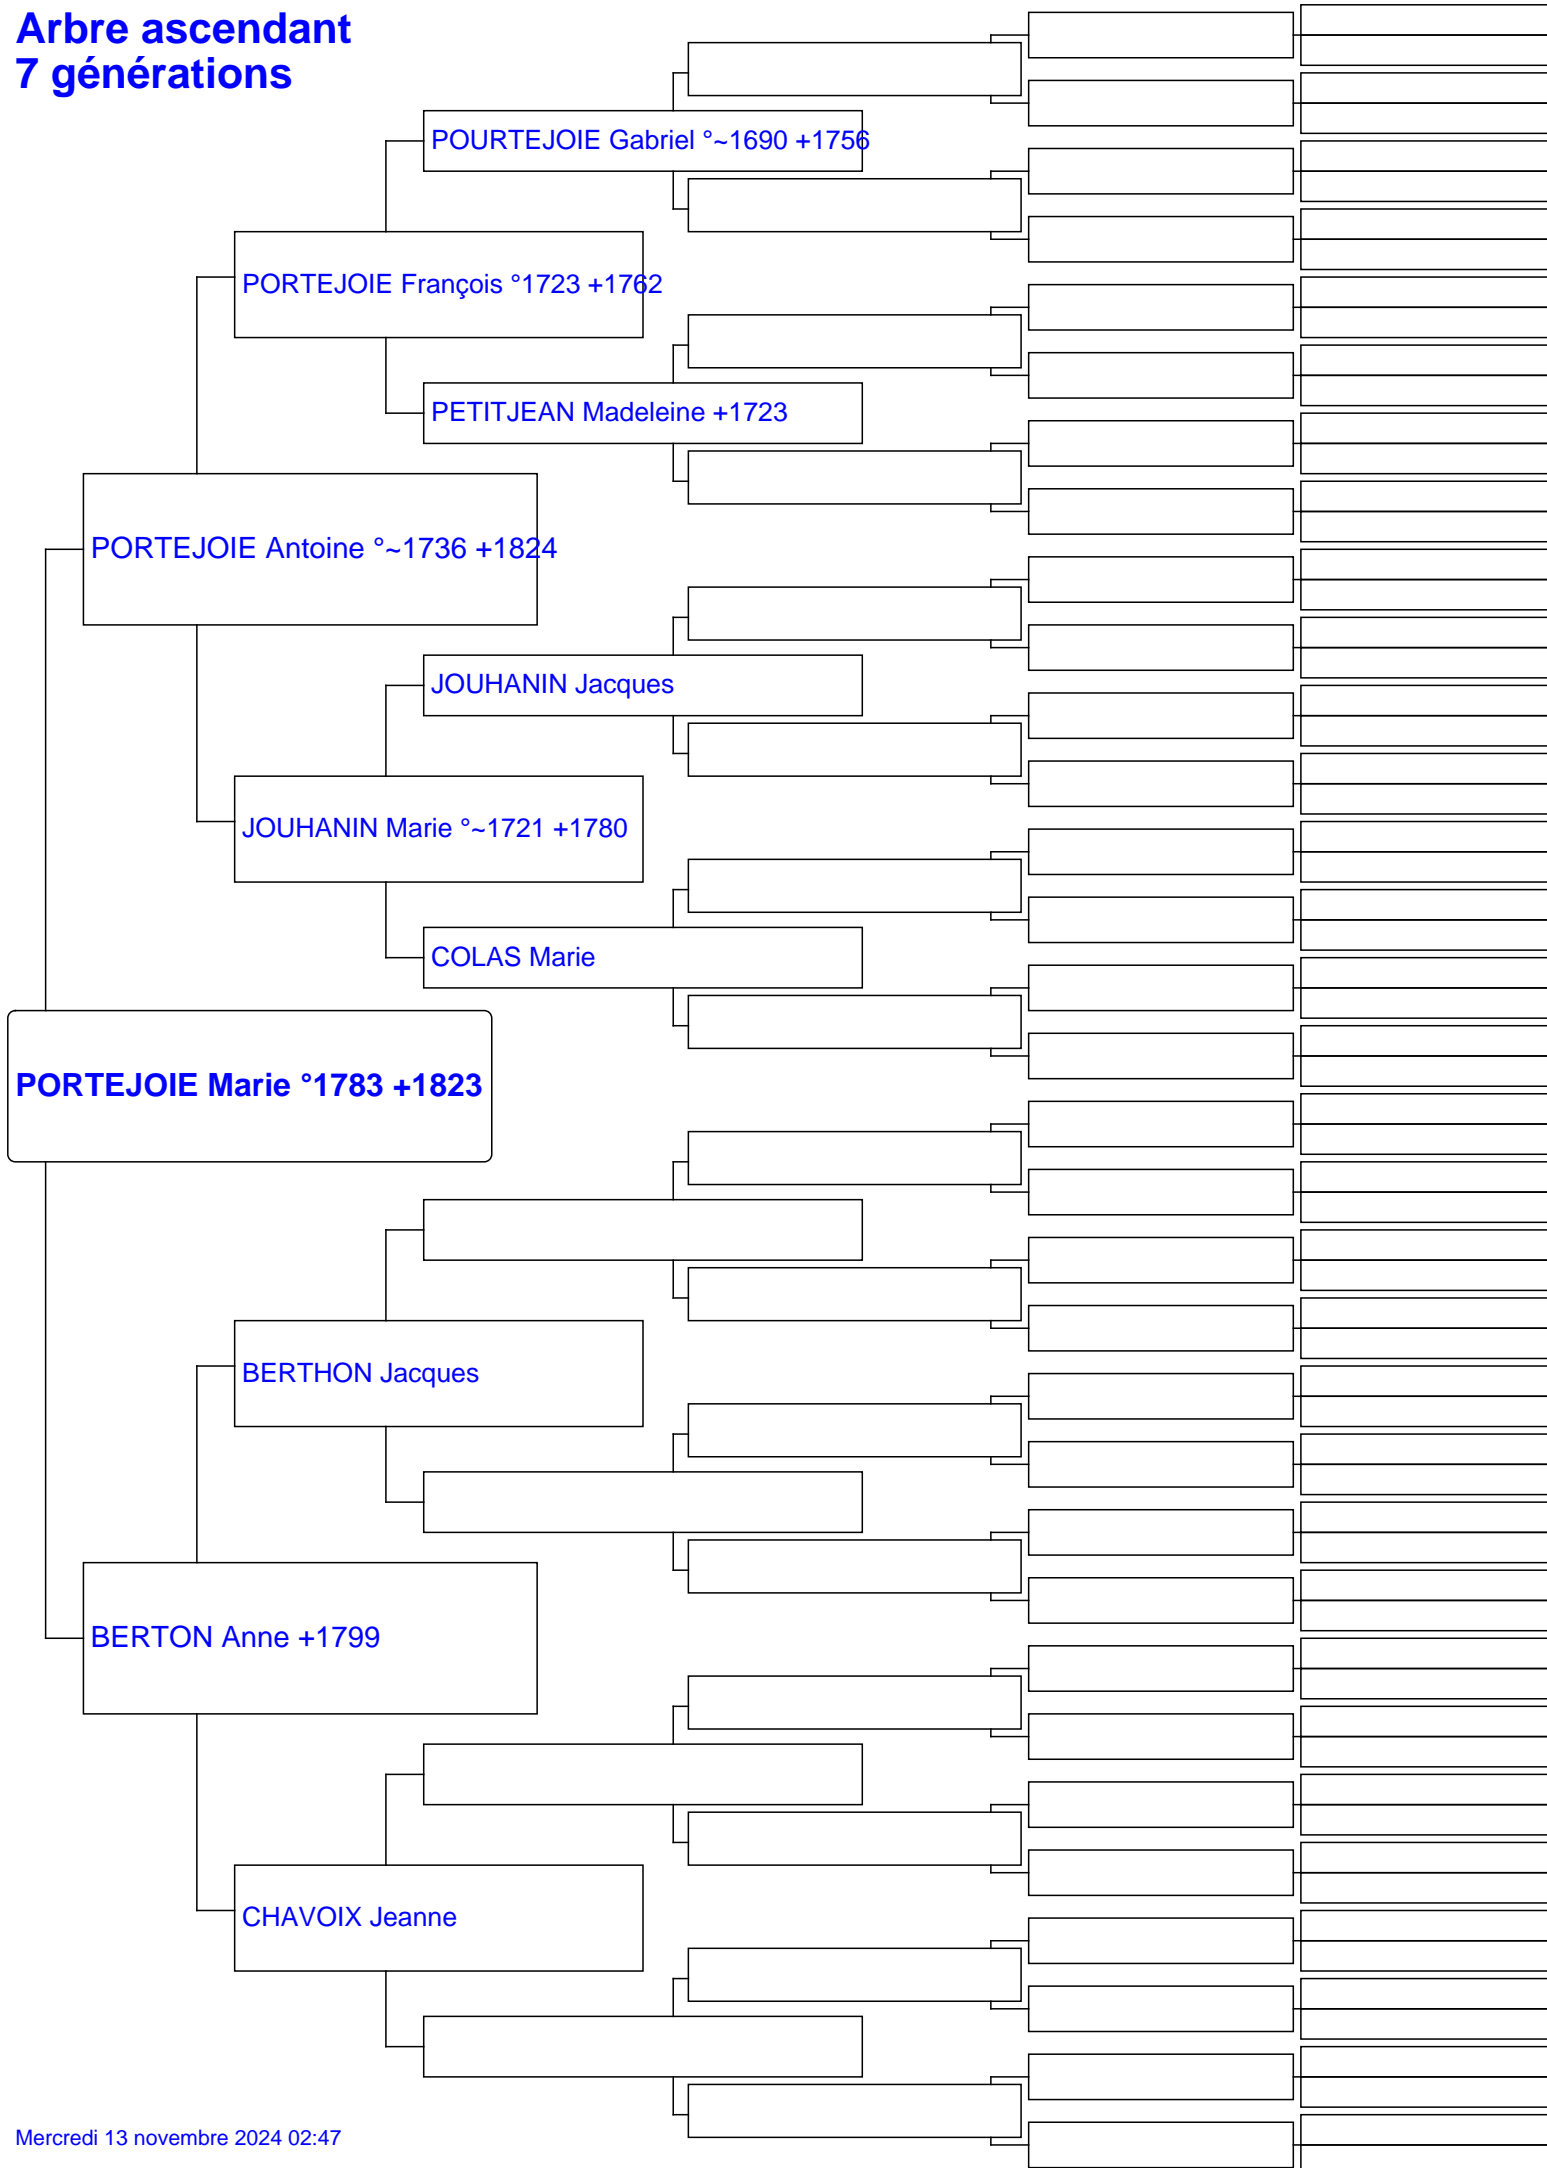 Arbre ascendant
7 générations
POURTEJOIE Gabriel °~1690 +1756
PORTEJOIE François °1723 +1762
PETITJEAN Madeleine +1723
PORTEJOIE Antoine °~1736 +1824
JOUHANIN Jacques
JOUHANIN Marie °~1721 +1780
COLAS Marie
PORTEJOIE Marie °1783 +1823
BERTHON Jacques
BERTON Anne +1799
CHAVOIX Jeanne
Mercredi 13 novembre 2024 02:47